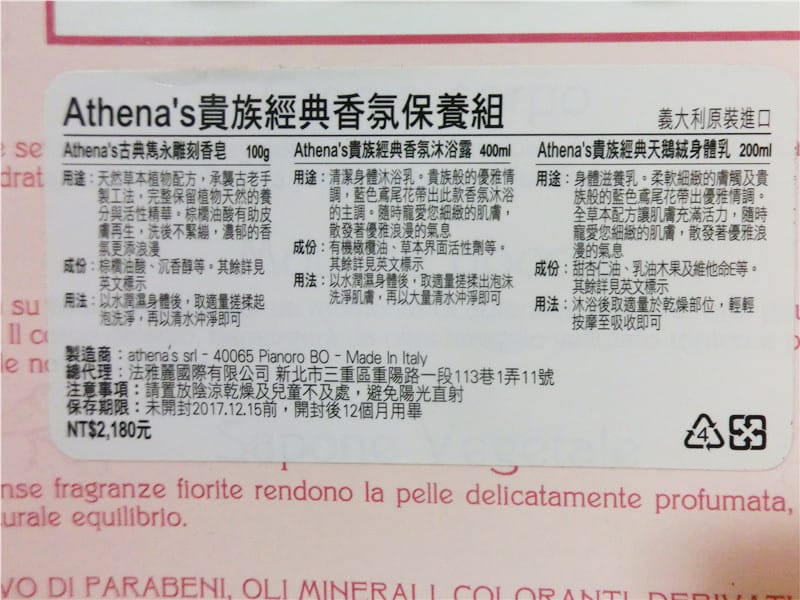 Athena's貴族經典香氛保養組
義大利原裝進口
Athena's古典雋永雕刻香皂 100g
用途：天然草本植物配方，承襲古老手
製工法，完整保留植物天然的養
分與活性精華。棕櫚油酸有助皮
膚再生，洗後不緊繃，濃郁的香
氛更添浪漫
成份：棕櫚油酸、沉香醇等。其餘詳見
英文標示
用法：以水潤濕身體後，取適量搓揉起
泡洗淨，再以清水沖淨即可
Athena's貴族經典香氛沐浴露 400ml
用途：清潔身體沐浴乳。貴族般的優雅情
調，藍色鳶尾花帶出此款香氛沐浴
的主調。隨時寵愛您細緻的肌膚，
散發著優雅浪漫的氣息
成份：有機橄欖油、草本界面活性劑等。
其餘詳見英文標示
用法：以水潤濕身體後，取適量搓揉出泡沫
洗淨肌膚，再以大量清水沖淨即可
Athena's貴族經典天鵝絨身體乳 200ml
用途：身體滋養乳。柔軟細緻的膚觸及貴
族般的藍色鳶尾花帶出優雅情調。
全草本配方讓肌膚充滿活力，隨時
寵愛您細緻的肌膚，散發著優雅浪
漫的氣息
成份：甜杏仁油、乳油木果及維他命E等。
其餘詳見英文標示
用法：沐浴後取適量於乾燥部位，輕輕
按摩至吸收即可
製造商：athena's srl - 40065 Pianoro BO - Made In Italy
總代理：法雅麗國際有限公司 新北市三重區重陽路一段113巷1弄11號
注意事項：請置放陰涼乾燥及兒童不及處，避免陽光直射
保存期限：未開封2017.12.15前，開封後12個月用畢
NT$2,180元
4
Sapone Vegetale
nse fragranze fiorite rendono la pelle delicatamente profumata,
urale equilibrio.
VO DI PARABENI, OLI MINERALI, COLORANTI, DERIVATI